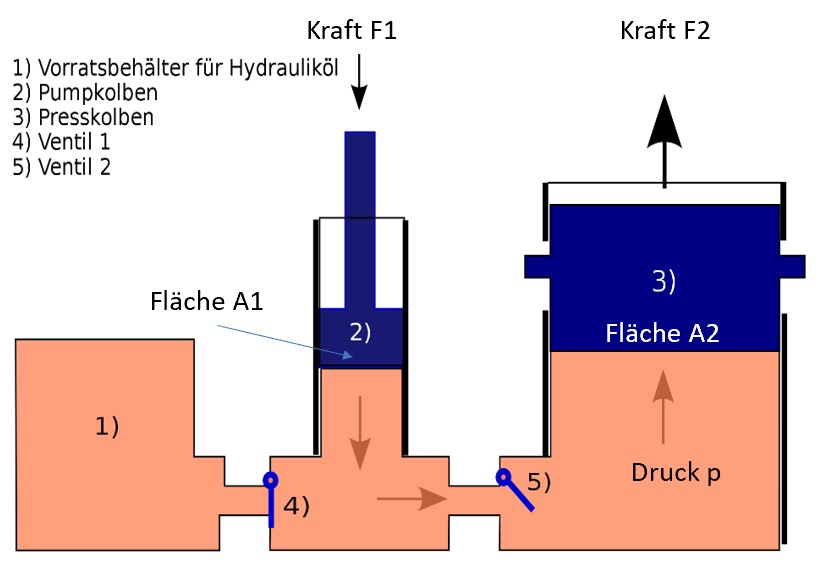 Kraft F1
Kraft F2
1) Vorratsbehälter für Hydrauliköl
2) Pumpkolben
3) Presskolben
4) Ventil 1
5) Ventil 2
Fläche A1
2)
3)
Fläche A2
1)
Druck p
4)
5)